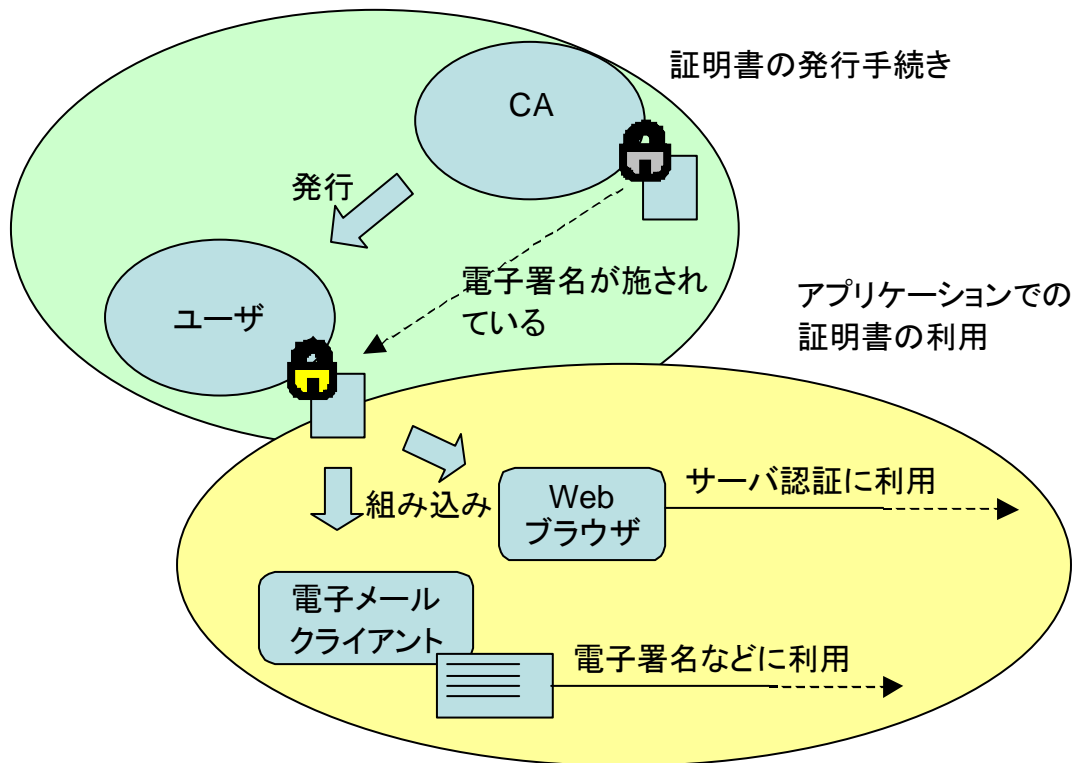 証明書の発行手続き
CA
発行
電子署名が施され
ている
ユーザ
アプリケーションでの
証明書の利用
組み込み
Web
ブラウザ
サーバ認証に利用
電子メール
クライアント
電子署名などに利用